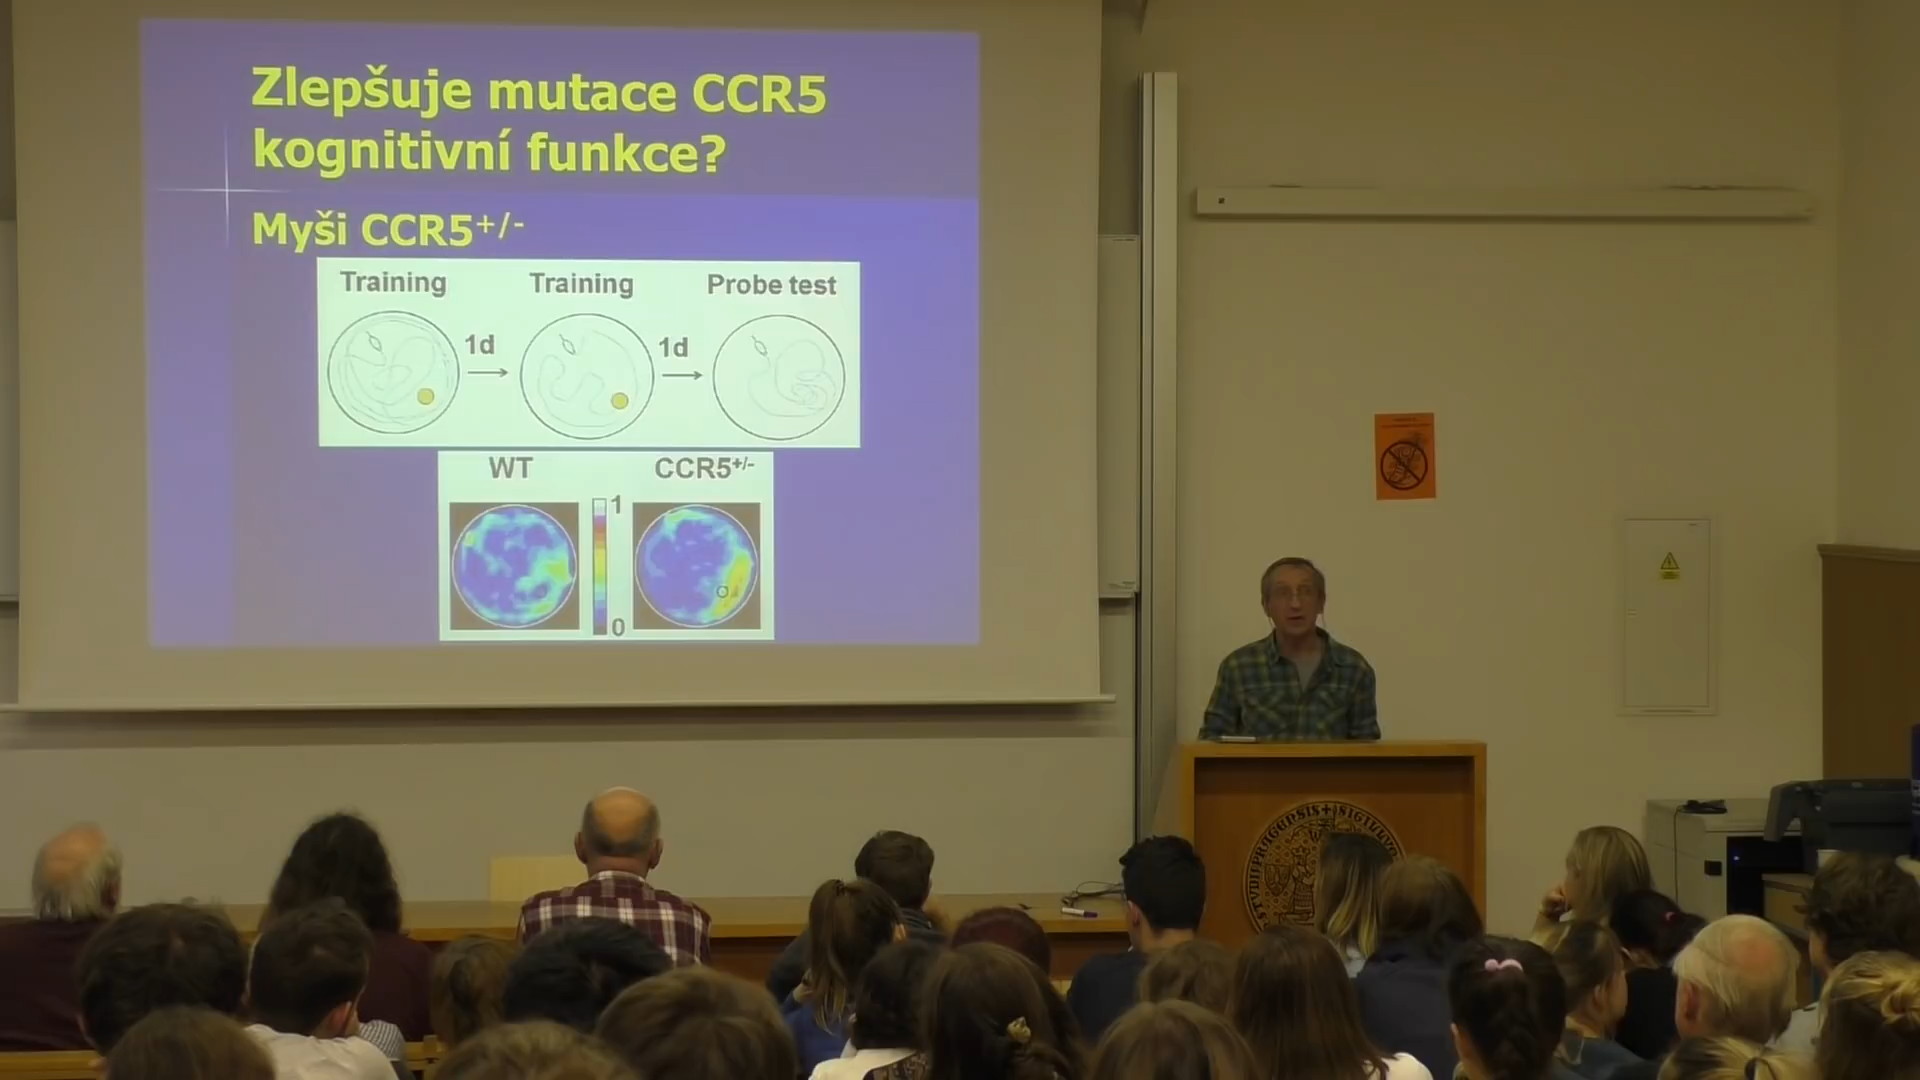 Zlepšuje mutace CCR5
kognitivní funkce?
Myši CCR5+/-
Training
Training
Probe test
1d
1d
WT
CCR5+/-
1
0